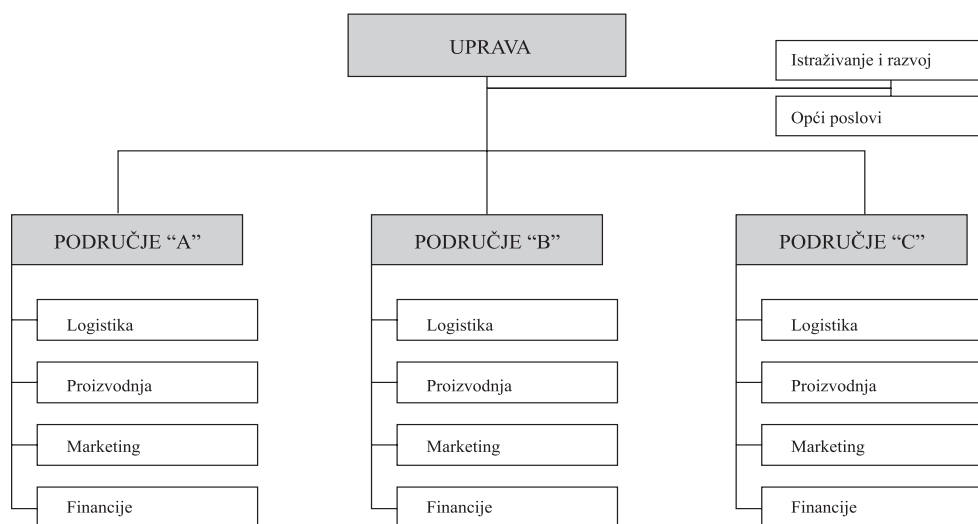 UPRAVA
Istraživanje i razvoj
Opći poslovi
PODRUČJE “A”
Logistika
Proizvodnja
Marketing
Financije
PODRUČJE “B”
Logistika
Proizvodnja
Marketing
Financije
PODRUČJE “C”
Logistika
Proizvodnja
Marketing
Financije